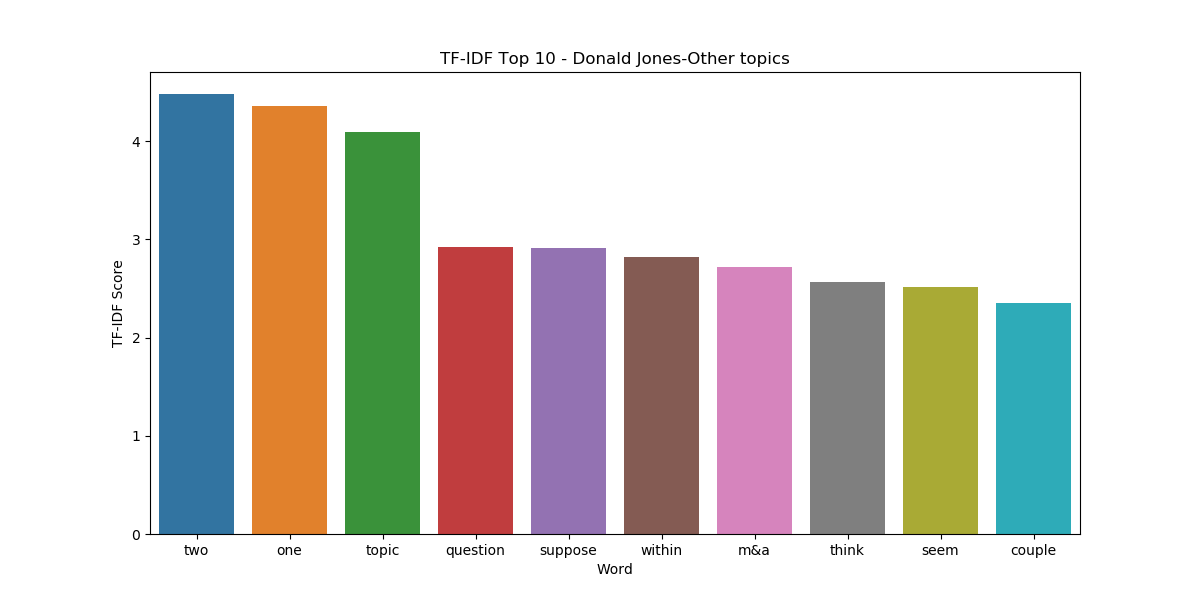 TF-IDF Top 10 - Donald Jones-Other topics
TF-IDF Score
4
3
2
1
0
two one topic question suppose within m&a think seem couple
Word